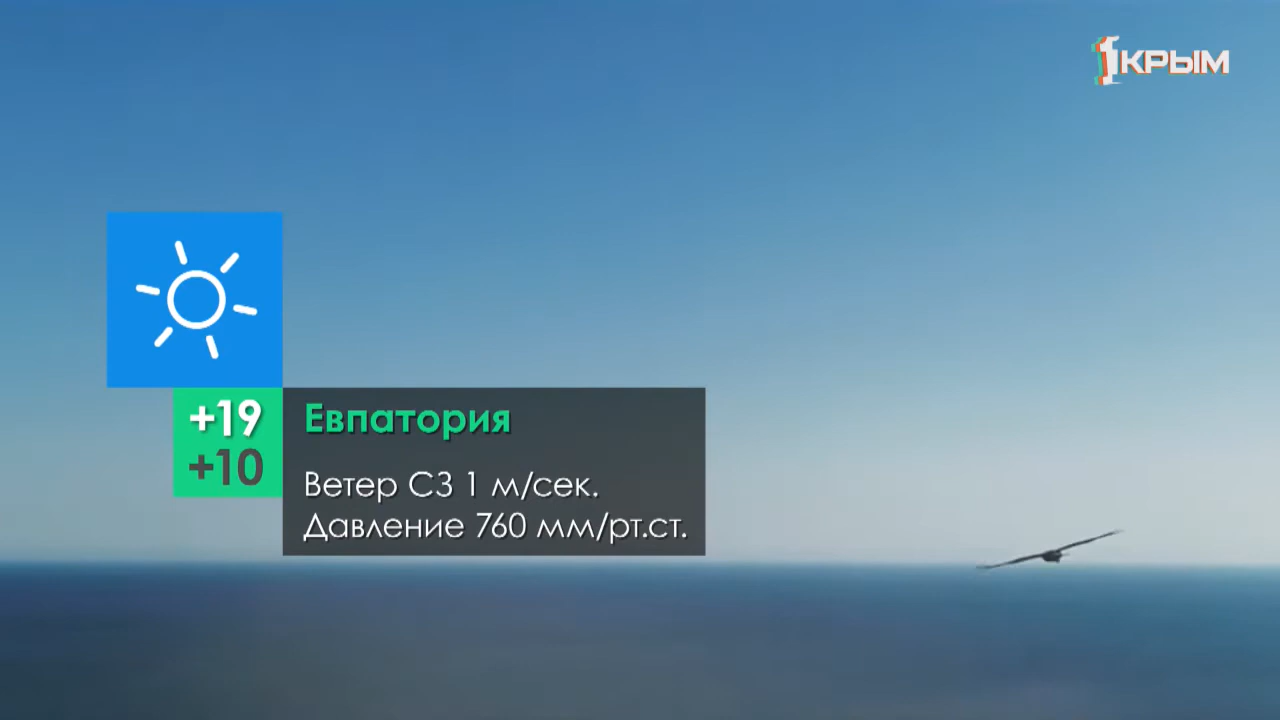 1КРЫМ
+19
+10
Евпатория
Ветер СЗ 1 м/сек.
Давление 760 мм/рт.ст.